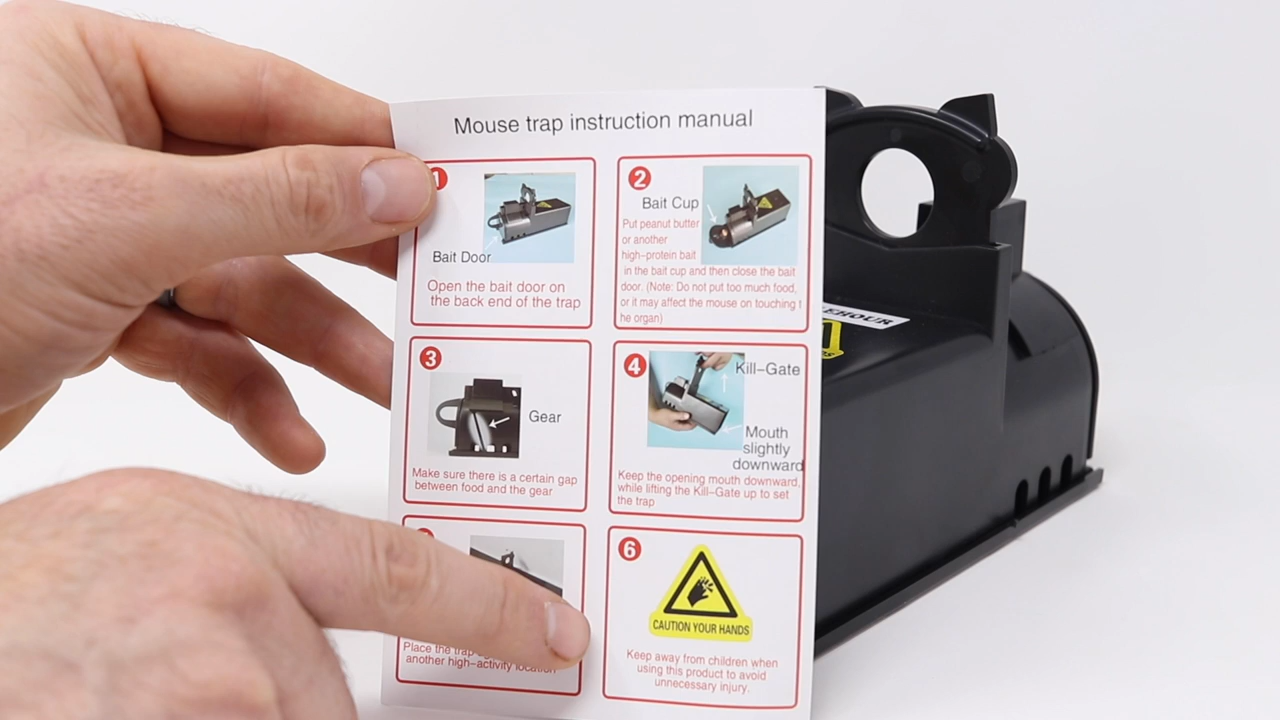 Mouse trap instruction manual
1
Bait Door
Open the bait door on
the back end of the trap
2
Bait Cup
Put peanut butter
or another
high-protein bait
in the bait cup and then close the bait
door. (Note: Do not put too much food,
or it may affect the mouse on touching t
he organ)
3
Gear
Make sure there is a certain gap
between food and the gear
4
Kill-Gate
Mouth
slightly
downward
Keep the opening mouth downward,
while lifting the Kill-Gate up to set
the trap
Place the trap
another high-activity location
6
CAUTION YOUR HANDS
Keep away from children when
using this product to avoid
unnecessary injury.